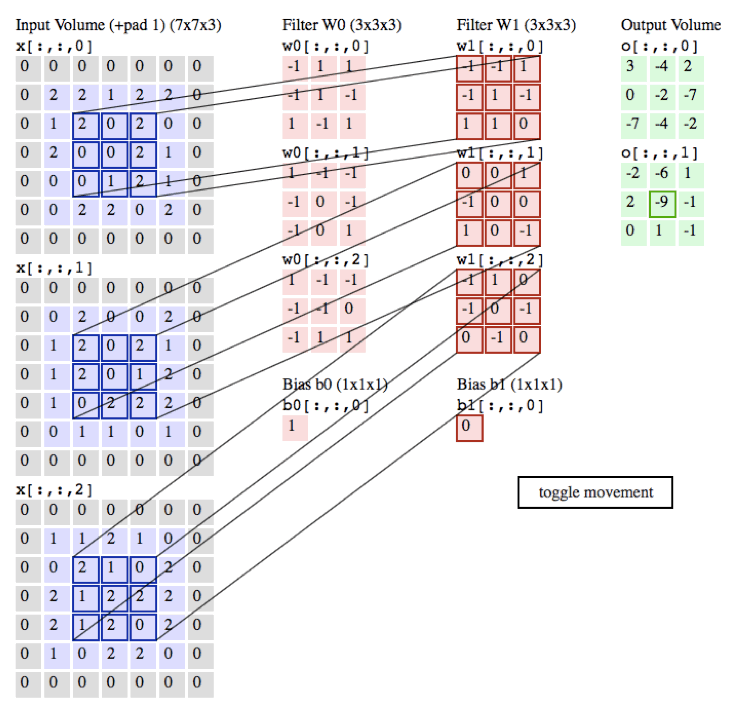 Input Volume (+pad 1) (7x7x3)
x[:,:,0]
0 0 0 0 0 0 0
0 2 2 1 2 2 0
0 1 2 0 2 0 0
0 2 0 0 2 1 0
0 0 0 1 2 1 0
0 0 2 2 0 2 0
0 0 0 0 0 0 0
x[:,:,1]
0 0 0 0 0 0 0
0 0 2 0 0 2 0
0 1 2 0 2 1 0
0 1 2 0 1 2 0
0 1 0 2 2 2 0
0 0 1 1 0 1 0
0 0 0 0 0 0 0
x[:,:,2]
0 0 0 0 0 0 0
0 1 1 2 1 0 0
0 0 2 1 0 2 0
0 2 1 2 2 2 0
0 2 1 2 0 2 0
0 1 0 2 2 0 0
0 0 0 0 0 0 0
Filter W0 (3x3x3)
w0[:,:,0]
-1 1 1
-1 1 -1
1 -1 1
w0[:,:,1]
1 -1 -1
-1 0 -1
-1 0 1
w0[:,:,2]
1 -1 -1
-1 -1 0
-1 1 1
Bias b0 (1x1x1)
b0[:,:,0]
1
Filter W1 (3x3x3)
w1[:,:,0]
-1 -1 1
-1 1 -1
1 1 0
w1[:,:,1]
0 0 1
-1 0 0
1 0 -1
w1[:,:,2]
-1 1 0
-1 0 -1
0 -1 0
Bias b1 (1x1x1)
b1[:,:,0]
0
Output Volume
o[:,:,0]
3 -4 2
0 -2 -7
-7 -4 -2
o[:,:,1]
-2 -6 1
2 -9 -1
0 1 -1
toggle movement